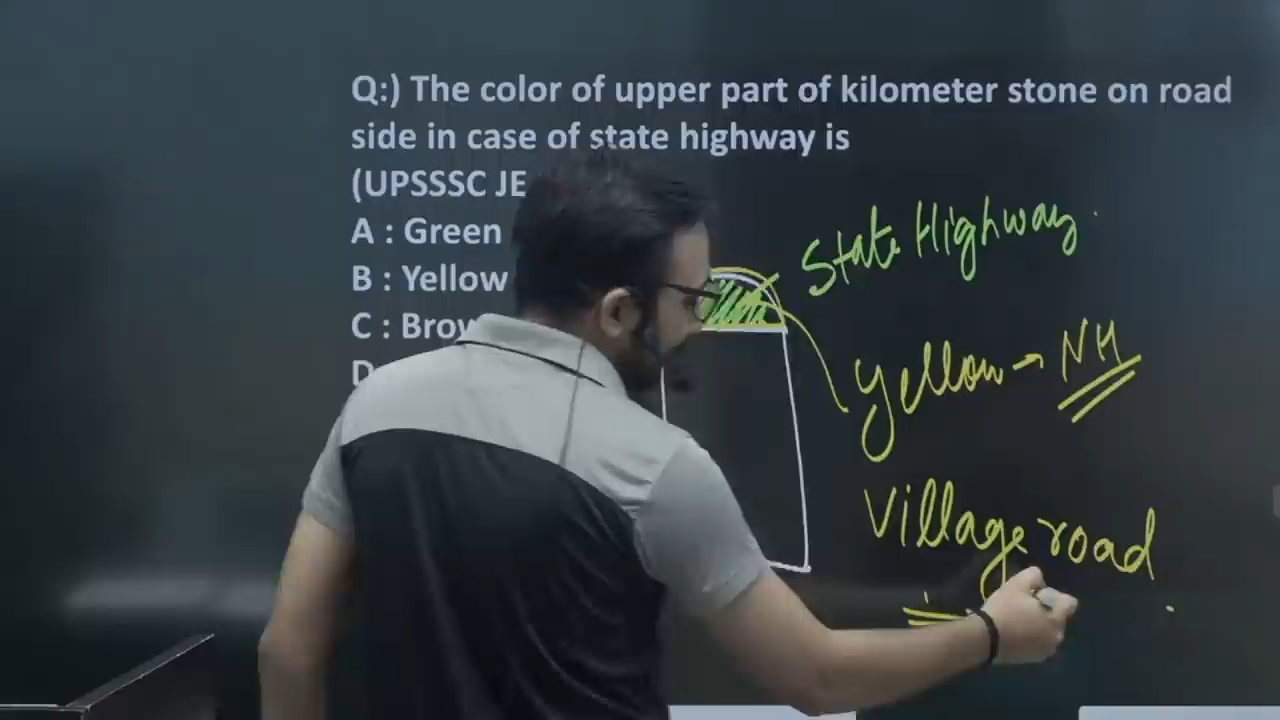 Q:) The color of upper part of kilometer stone on road
side in case of state highway is
(UPSSSC JE
A : Green
B : Yellow
C : Brow
D
State Highway
Yellow → NH
Village road